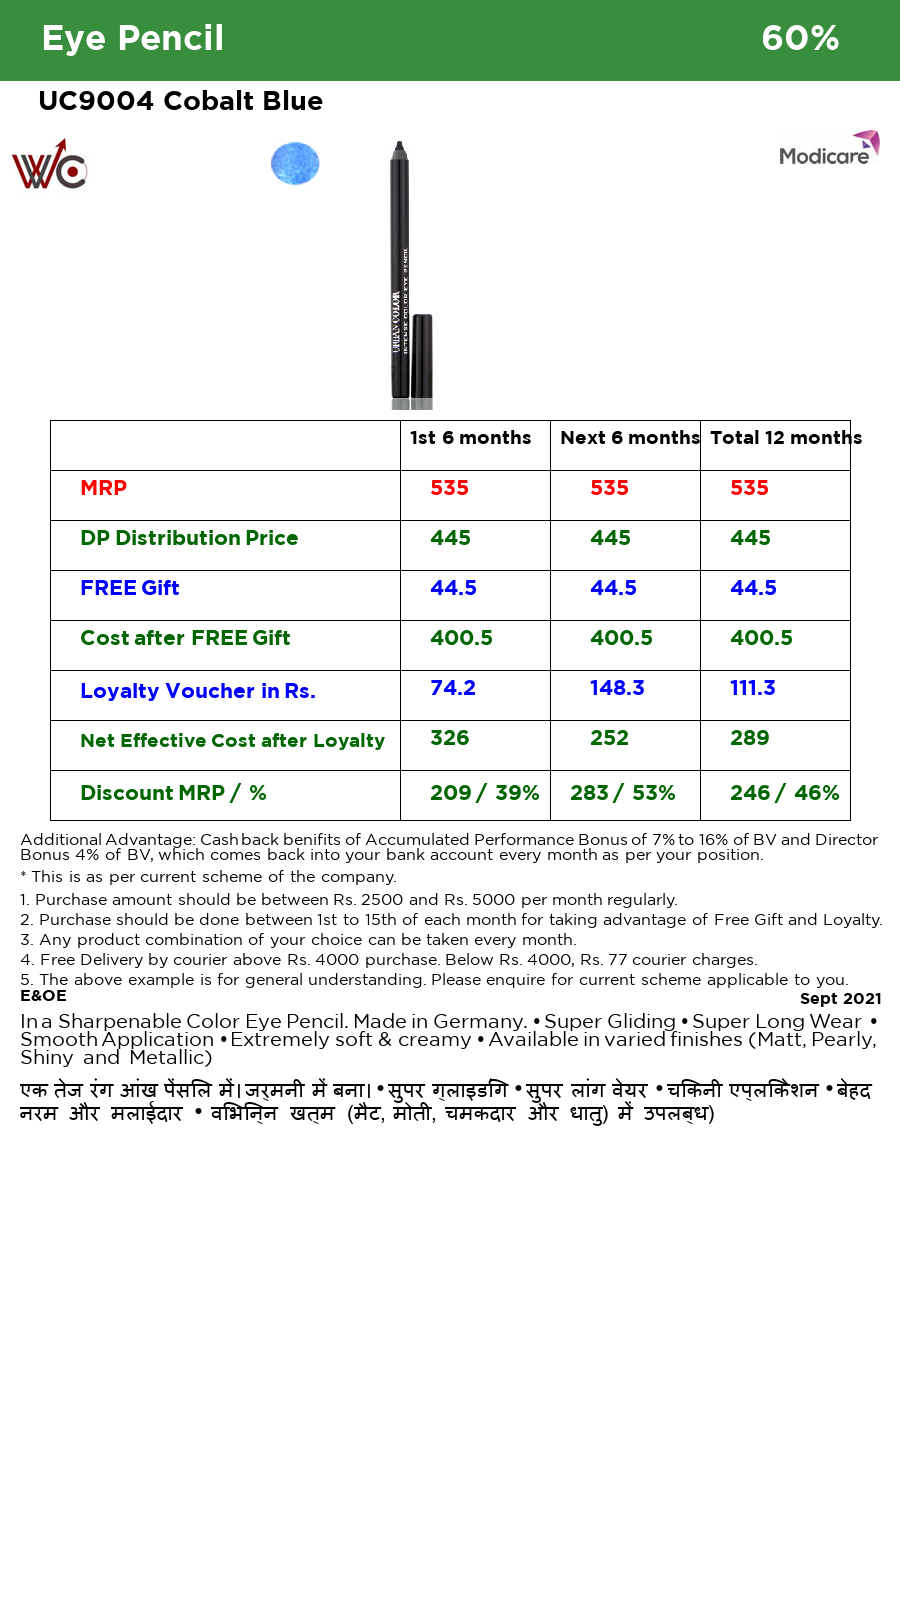 Eye Pencil 60%
UC9004 Cobalt Blue
WC
Modicare
URBAN COLOR
INTENSE COLOR EYE PENCIL
1st 6 months Next 6 months Total 12 months
MRP 535 535 535
DP Distribution Price 445 445 445
FREE Gift 44.5 44.5 44.5
Cost after FREE Gift 400.5 400.5 400.5
Loyalty Voucher in Rs. 74.2 148.3 111.3
Net Effective Cost after Loyalty 326 252 289
Discount MRP / % 209 / 39% 283 / 53% 246 / 46%
Additional Advantage: Cash back benifits of Accumulated Performance Bonus of 7% to 16% of BV and Director
Bonus 4% of BV, which comes back into your bank account every month as per your position.
* This is as per current scheme of the company.
1. Purchase amount should be between Rs. 2500 and Rs. 5000 per month regularly.
2. Purchase should be done between 1st to 15th of each month for taking advantage of Free Gift and Loyalty.
3. Any product combination of your choice can be taken every month.
4. Free Delivery by courier above Rs. 4000 purchase. Below Rs. 4000, Rs. 77 courier charges.
5. The above example is for general understanding. Please enquire for current scheme applicable to you.
E&OE Sept 2021
In a Sharpenable Color Eye Pencil. Made in Germany. • Super Gliding • Super Long Wear •
Smooth Application • Extremely soft & creamy • Available in varied finishes (Matt, Pearly,
Shiny and Metallic)
एक तेज रंग आंख पेंसिल में। जर्मनी में बना। • सुपर ग्लाइडिंग • सुपर लांग वेयर • चिकनी एप्लिकेशन • बेहद
नरम और मलाईदार • विभिन्न खत्म (मैट, मोती, चमकदार और धातु) में उपलब्ध)